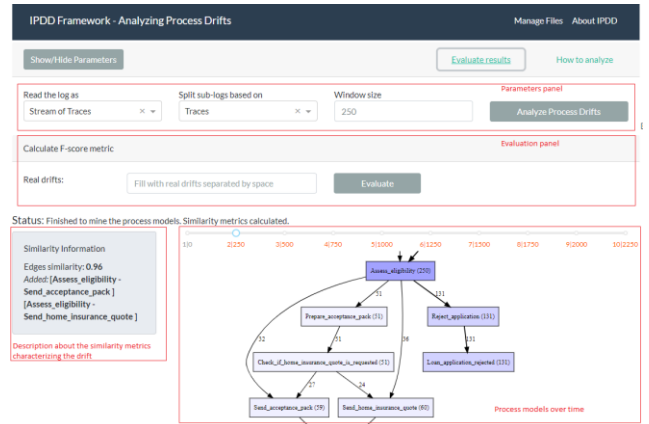 IPDD Framework - Analyzing Process Drifts
Manage Files About IPDD
Show/Hide Parameters
Evaluate results
How to analyze
Parameters panel
Read the log as
Split sub-logs based on
Window size
Stream of Traces
Traces
250
Analyze Process Drifts
Evaluation panel
Calculate F-score metric
Real drifts:
Fill with real drifts separated by space
Evaluate
Status: Finished to mine the process models. Similarity metrics calculated.
Similarity Information
Edges similarity: 0.96
Added: [Assess_eligibility -
Send_acceptance_pack ]
[Assess_eligibility -
Send_home_insurance_quote ]
Description about the similarity metrics
characterizing the drift
1|0 2|250 3|500 4|750 5|1000 6|1250 7|1500 8|1750 9|2000 10|2250
Assess_eligibility (250)
51
131
Prepare_acceptance_pack (51)
Reject_application (131)
32
51
36
131
Check_if_home_insurance_quote_is_requested (51)
Loan_application_rejected (131)
27
24
Send_acceptance_pack (59)
Send_home_insurance_quote (60)
Process models over time